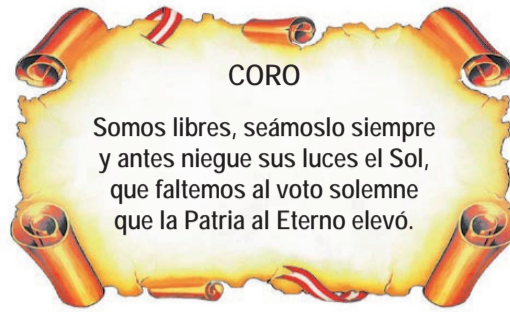 CORO
Somos libres, seámoslo siempre
y antes niegue sus luces el Sol,
que faltemos al voto solemne
que la Patria al Eterno elevó.